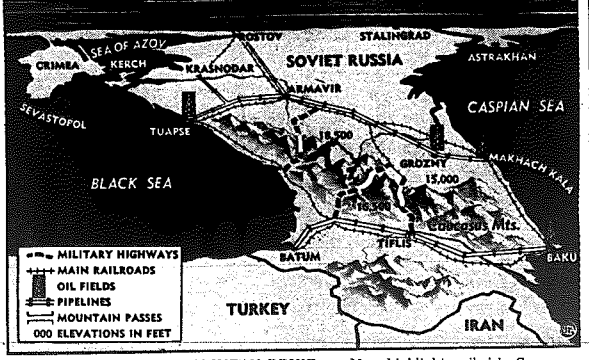 ROSTOV
STALINGRAD
SEA OF AZOV
SOVIET RUSSIA
ASTRAKHAN
CRIMEA
KERCH
KRASNODAR
ARMAVIR
SEVASTOPOL
CASPIAN SEA
TUAPSE
18,500
GROZNY
MAKHACH KALA
BLACK SEA
15,000
16,500
Caucasus Mts.
MILITARY HIGHWAYS
MAIN RAILROADS
OIL FIELDS
PIPELINES
MOUNTAIN PASSES
000 ELEVATIONS IN FEET
BATUM
TIFLIS
BAKU
TURKEY
IRAN